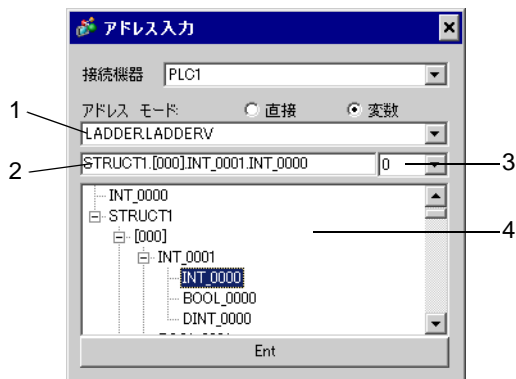 アドレス入力
接続機器 PLC1
アドレス モード: 直接 変数
1
LADDER.LADDERV
2 STRUCT1.[000].INT_0001.INT_0000 0 3
INT_0000
STRUCT1
[000] 4
INT_0001
INT_0000
BOOL_0000
DINT_0000
Ent